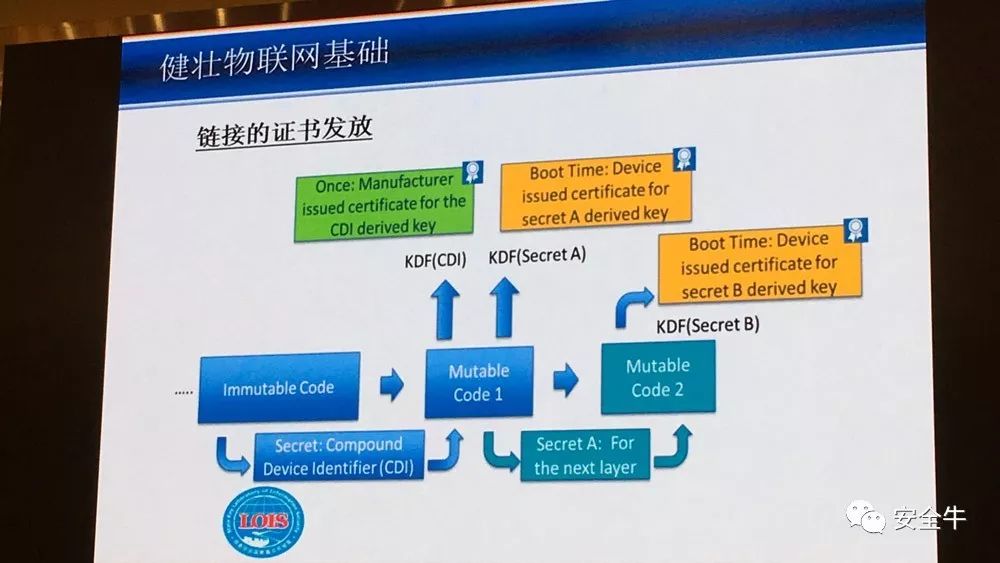 健壮物联网基础
链接的证书发放
Once: Manufacturer
issued certificate for the
CDI derived key
Boot Time: Device
issued certificate for
secret A derived key
Boot Time: Device
issued certificate for
secret B derived key
KDF(CDI)
KDF(Secret A)
KDF(Secret B)
.....
Immutable Code
Mutable
Code 1
Mutable
Code 2
Secret: Compound
Device Identifier (CDI)
Secret A: For
the next layer
LOIS
安全牛